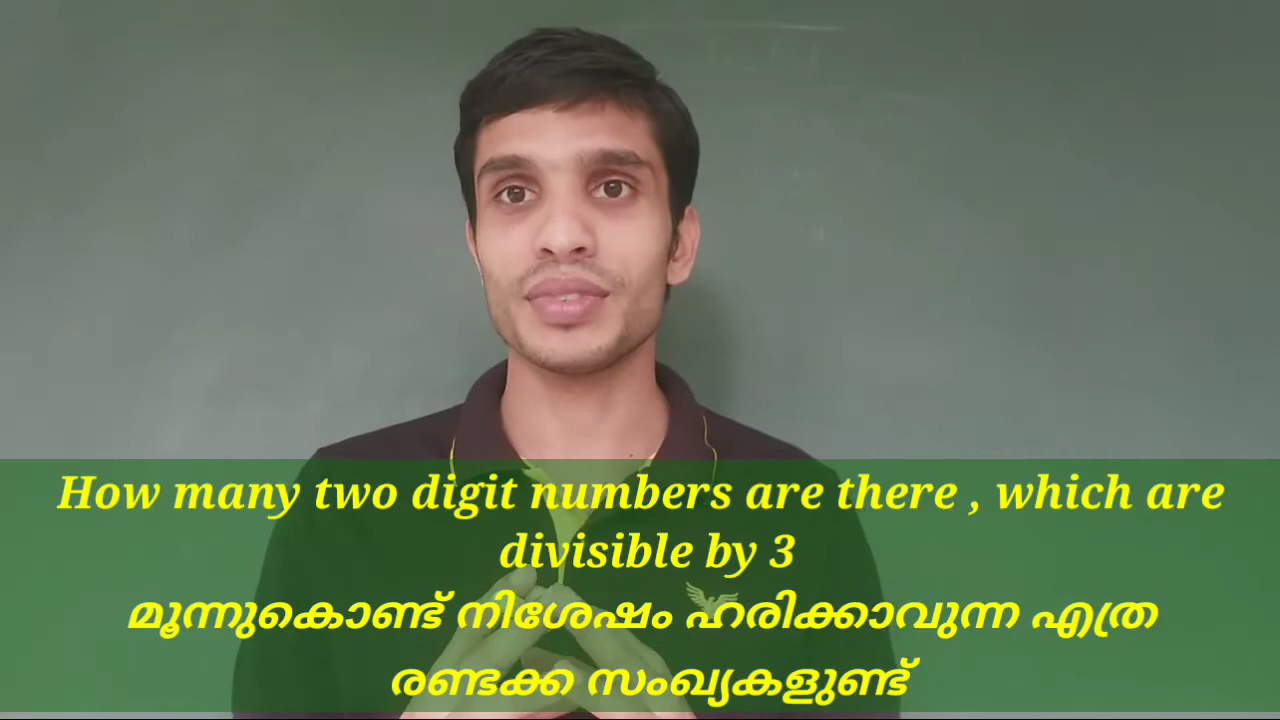 How many two digit numbers are there , which are
divisible by 3
മൂന്നുകൊണ്ട് നിശേഷം ഹരിക്കാവുന്ന എത്ര
രണ്ടക്ക സംഖ്യകളുണ്ട്